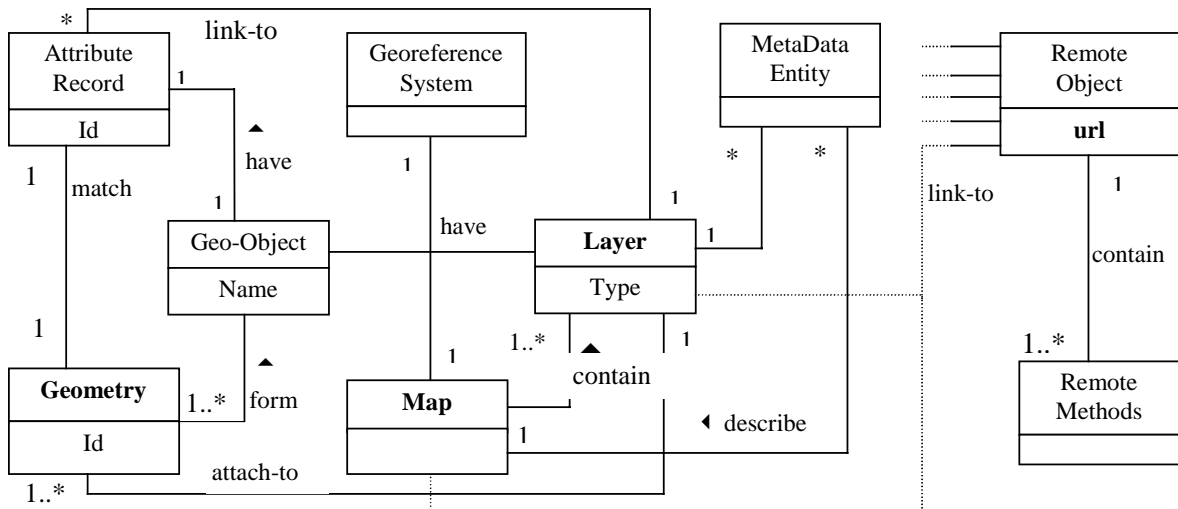 *
link-to
Attribute
Record
Id
1
Georeference
System
1
MetaData
Entity
*
*
Remote
Object
url
1
link-to
1
match
have
1
Geo-Object
Name
have
1
Layer
Type
1
contain
1
1..*
form
1
1..*
contain
1
1..*
Remote
Methods
Geometry
Id
1..*
attach-to
Map
1
describe